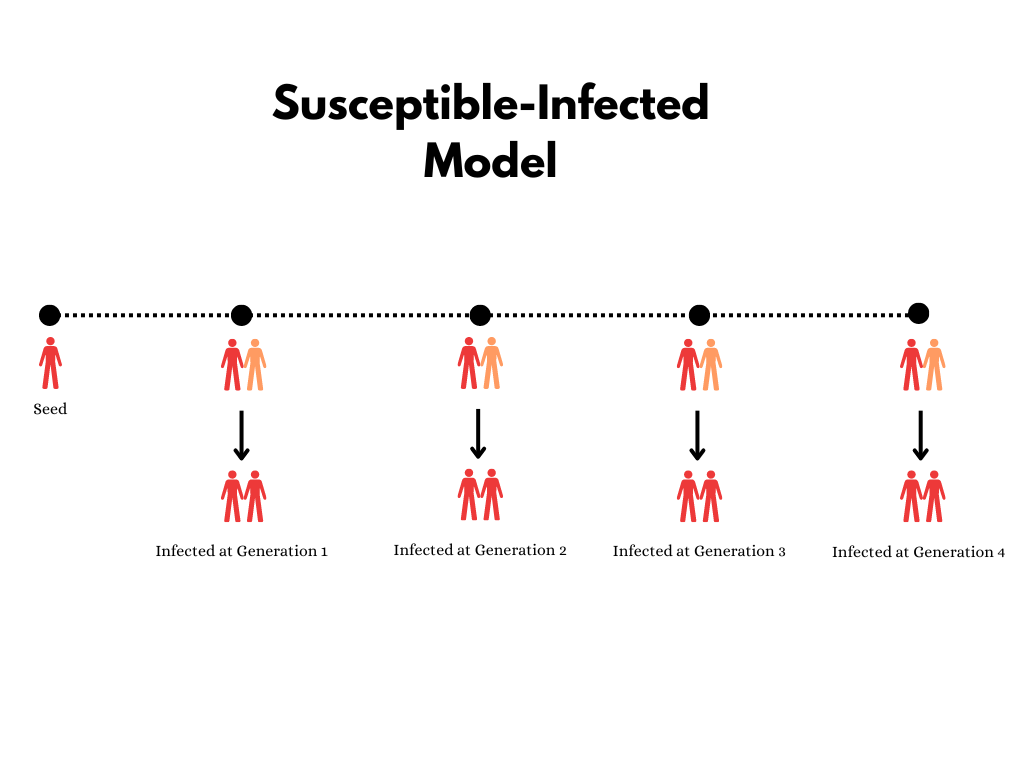 Susceptible-Infected
Model
Seed
Infected at Generation 1
Infected at Generation 2
Infected at Generation 3
Infected at Generation 4